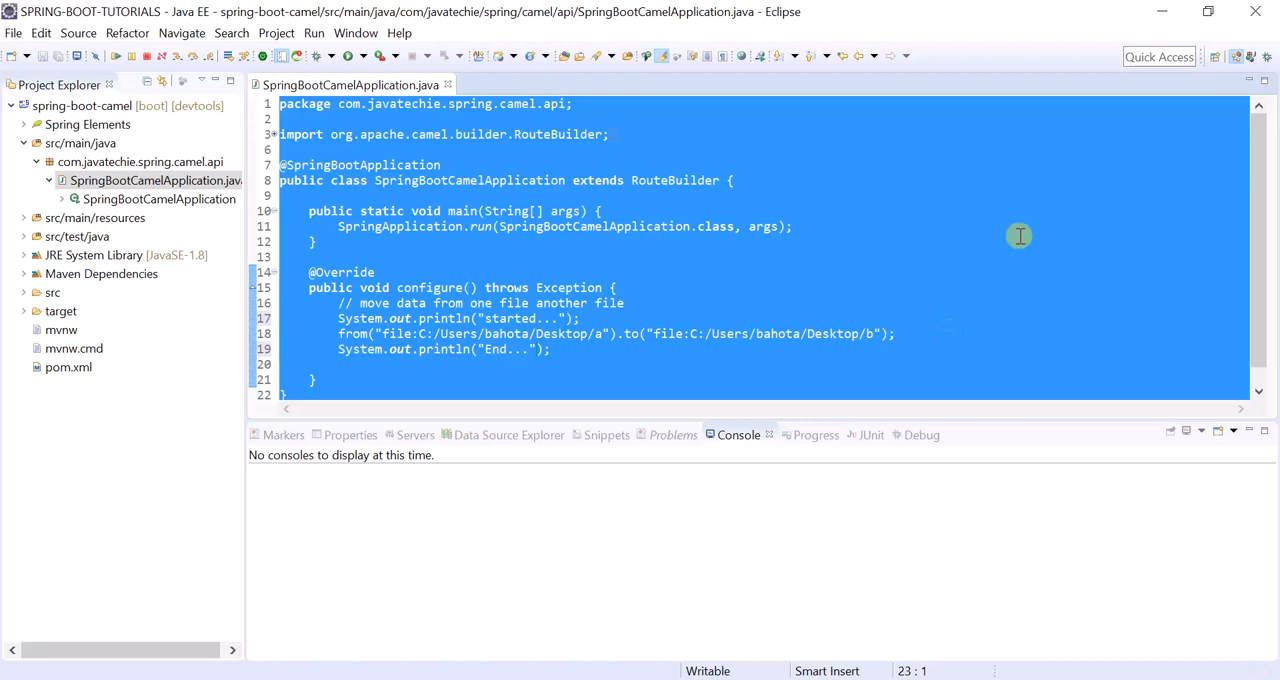 SPRING-BOOT-TUTORIALS - Java EE - spring-boot-camel/src/main/java/com/javatechie/spring/camel/api/SpringBootCamelApplication.java - Eclipse
File Edit Source Refactor Navigate Search Project Run Window Help
Quick Access
Project Explorer
spring-boot-camel [boot] [devtools]
Spring Elements
src/main/java
com.javatechie.spring.camel.api
SpringBootCamelApplication.jav
SpringBootCamelApplication
src/main/resources
src/test/java
JRE System Library [JavaSE-1.8]
Maven Dependencies
src
target
mvnw
mvnw.cmd
pom.xml
SpringBootCamelApplication.java
1 package com.javatechie.spring.camel.api;
2
3 import org.apache.camel.builder.RouteBuilder;
6
7 @SpringBootApplication
8 public class SpringBootCamelApplication extends RouteBuilder {
9
10 public static void main(String[] args) {
11 SpringApplication.run(SpringBootCamelApplication.class, args);
12 }
13
14 @Override
15 public void configure() throws Exception {
16 // move data from one file another file
17 System.out.println("started...");
18 from("file:C:/Users/bahota/Desktop/a").to("file:C:/Users/bahota/Desktop/b");
19 System.out.println("End...");
20
21 }
22 }
Markers Properties Servers Data Source Explorer Snippets Problems Console Progress JUnit Debug
No consoles to display at this time.
Writable Smart Insert 23 : 1